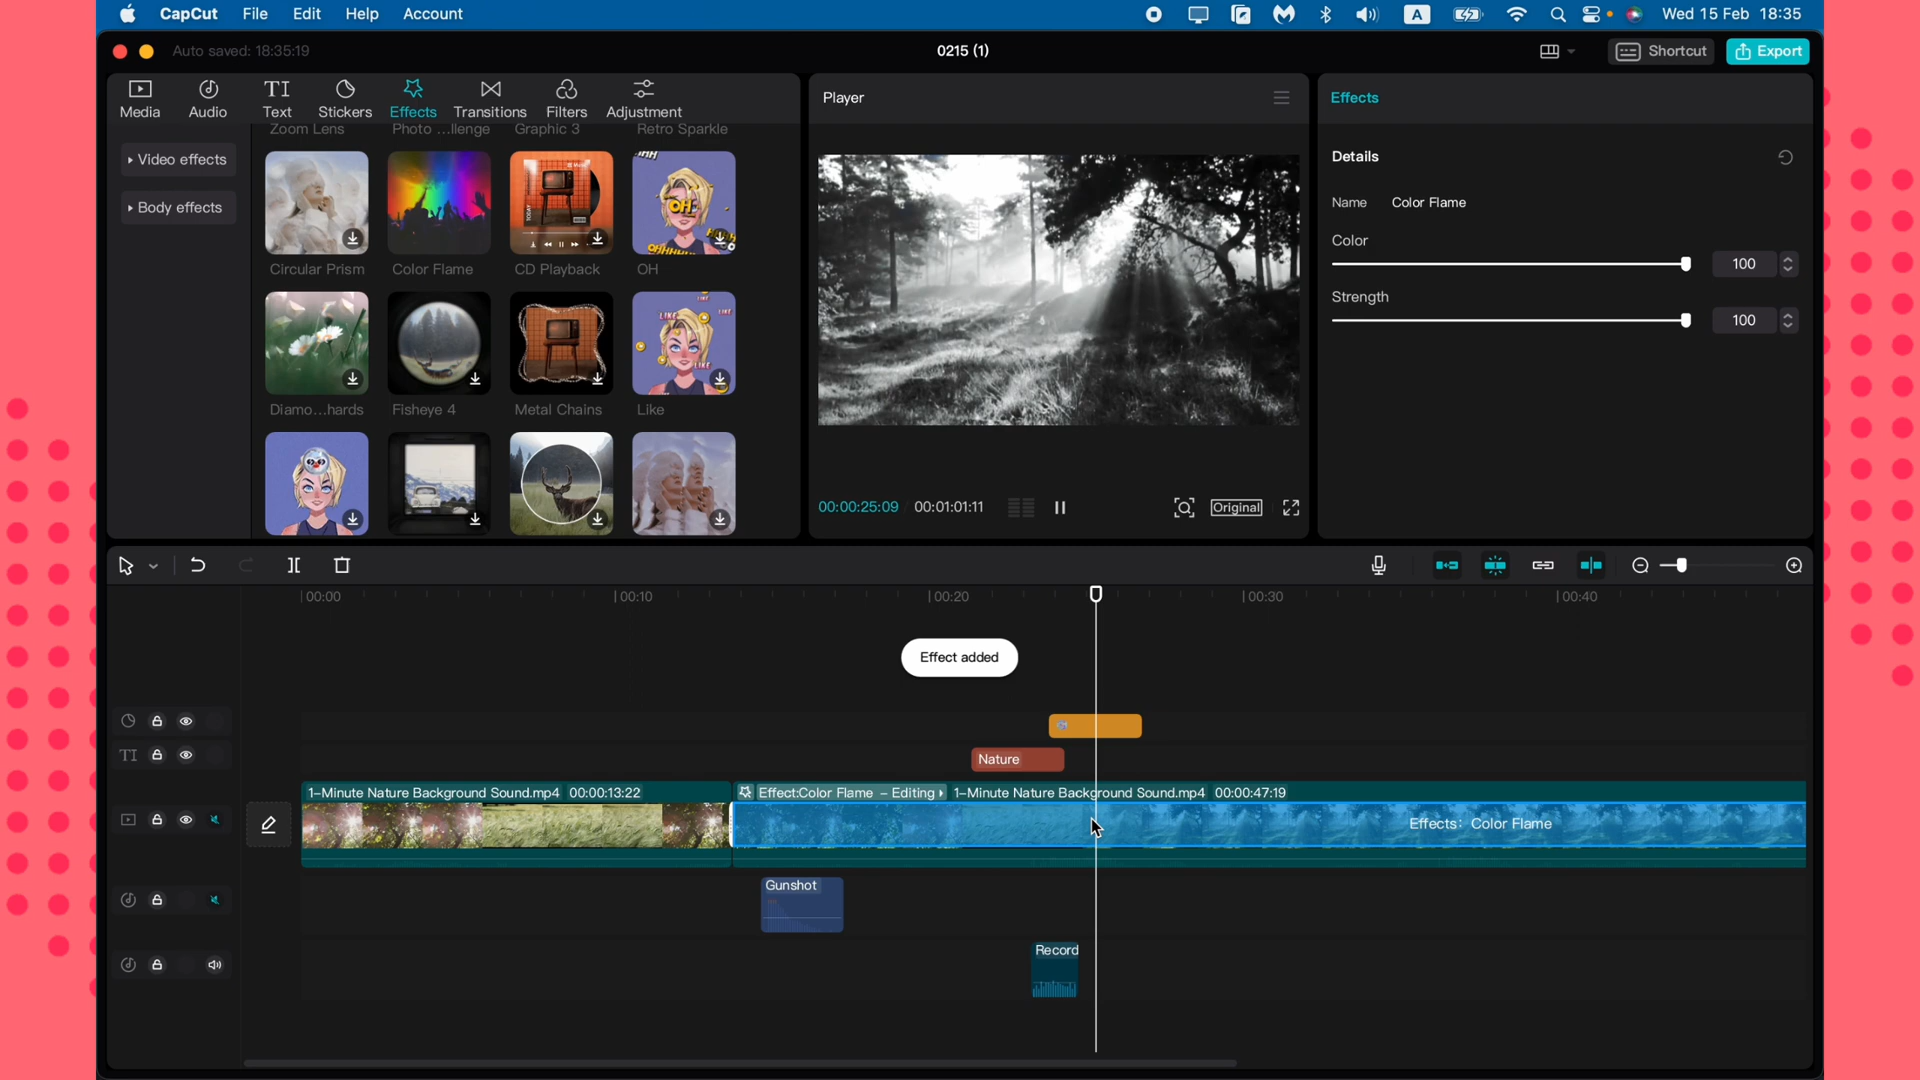 CapCut File Edit Help Account
A
Wed 15 Feb 18:35
Auto saved: 18:35:19
0215 (1)
Shortcut
Export
Media Audio Text Stickers Effects Transitions Filters Adjustment
Zoom Lens Photo ...llenge Graphic 3 Retro Sparkle
Video effects
Body effects
TODAY
OH
Circular Prism Color Flame CD Playback OH
LIKE
LIKE
Diamo...hards Fisheye 4 Metal Chains Like
Player
00:00:25:09 00:01:01:11
Original
Effects
Details
Name Color Flame
Color
100
Strength
100
00:00 00:10 00:20 00:30 00:40
Effect added
TI
Nature
1-Minute Nature Background Sound.mp4 00:00:13:22
Effect:Color Flame - Editing 1-Minute Nature Background Sound.mp4 00:00:47:19
Effects: Color Flame
Gunshot
Record